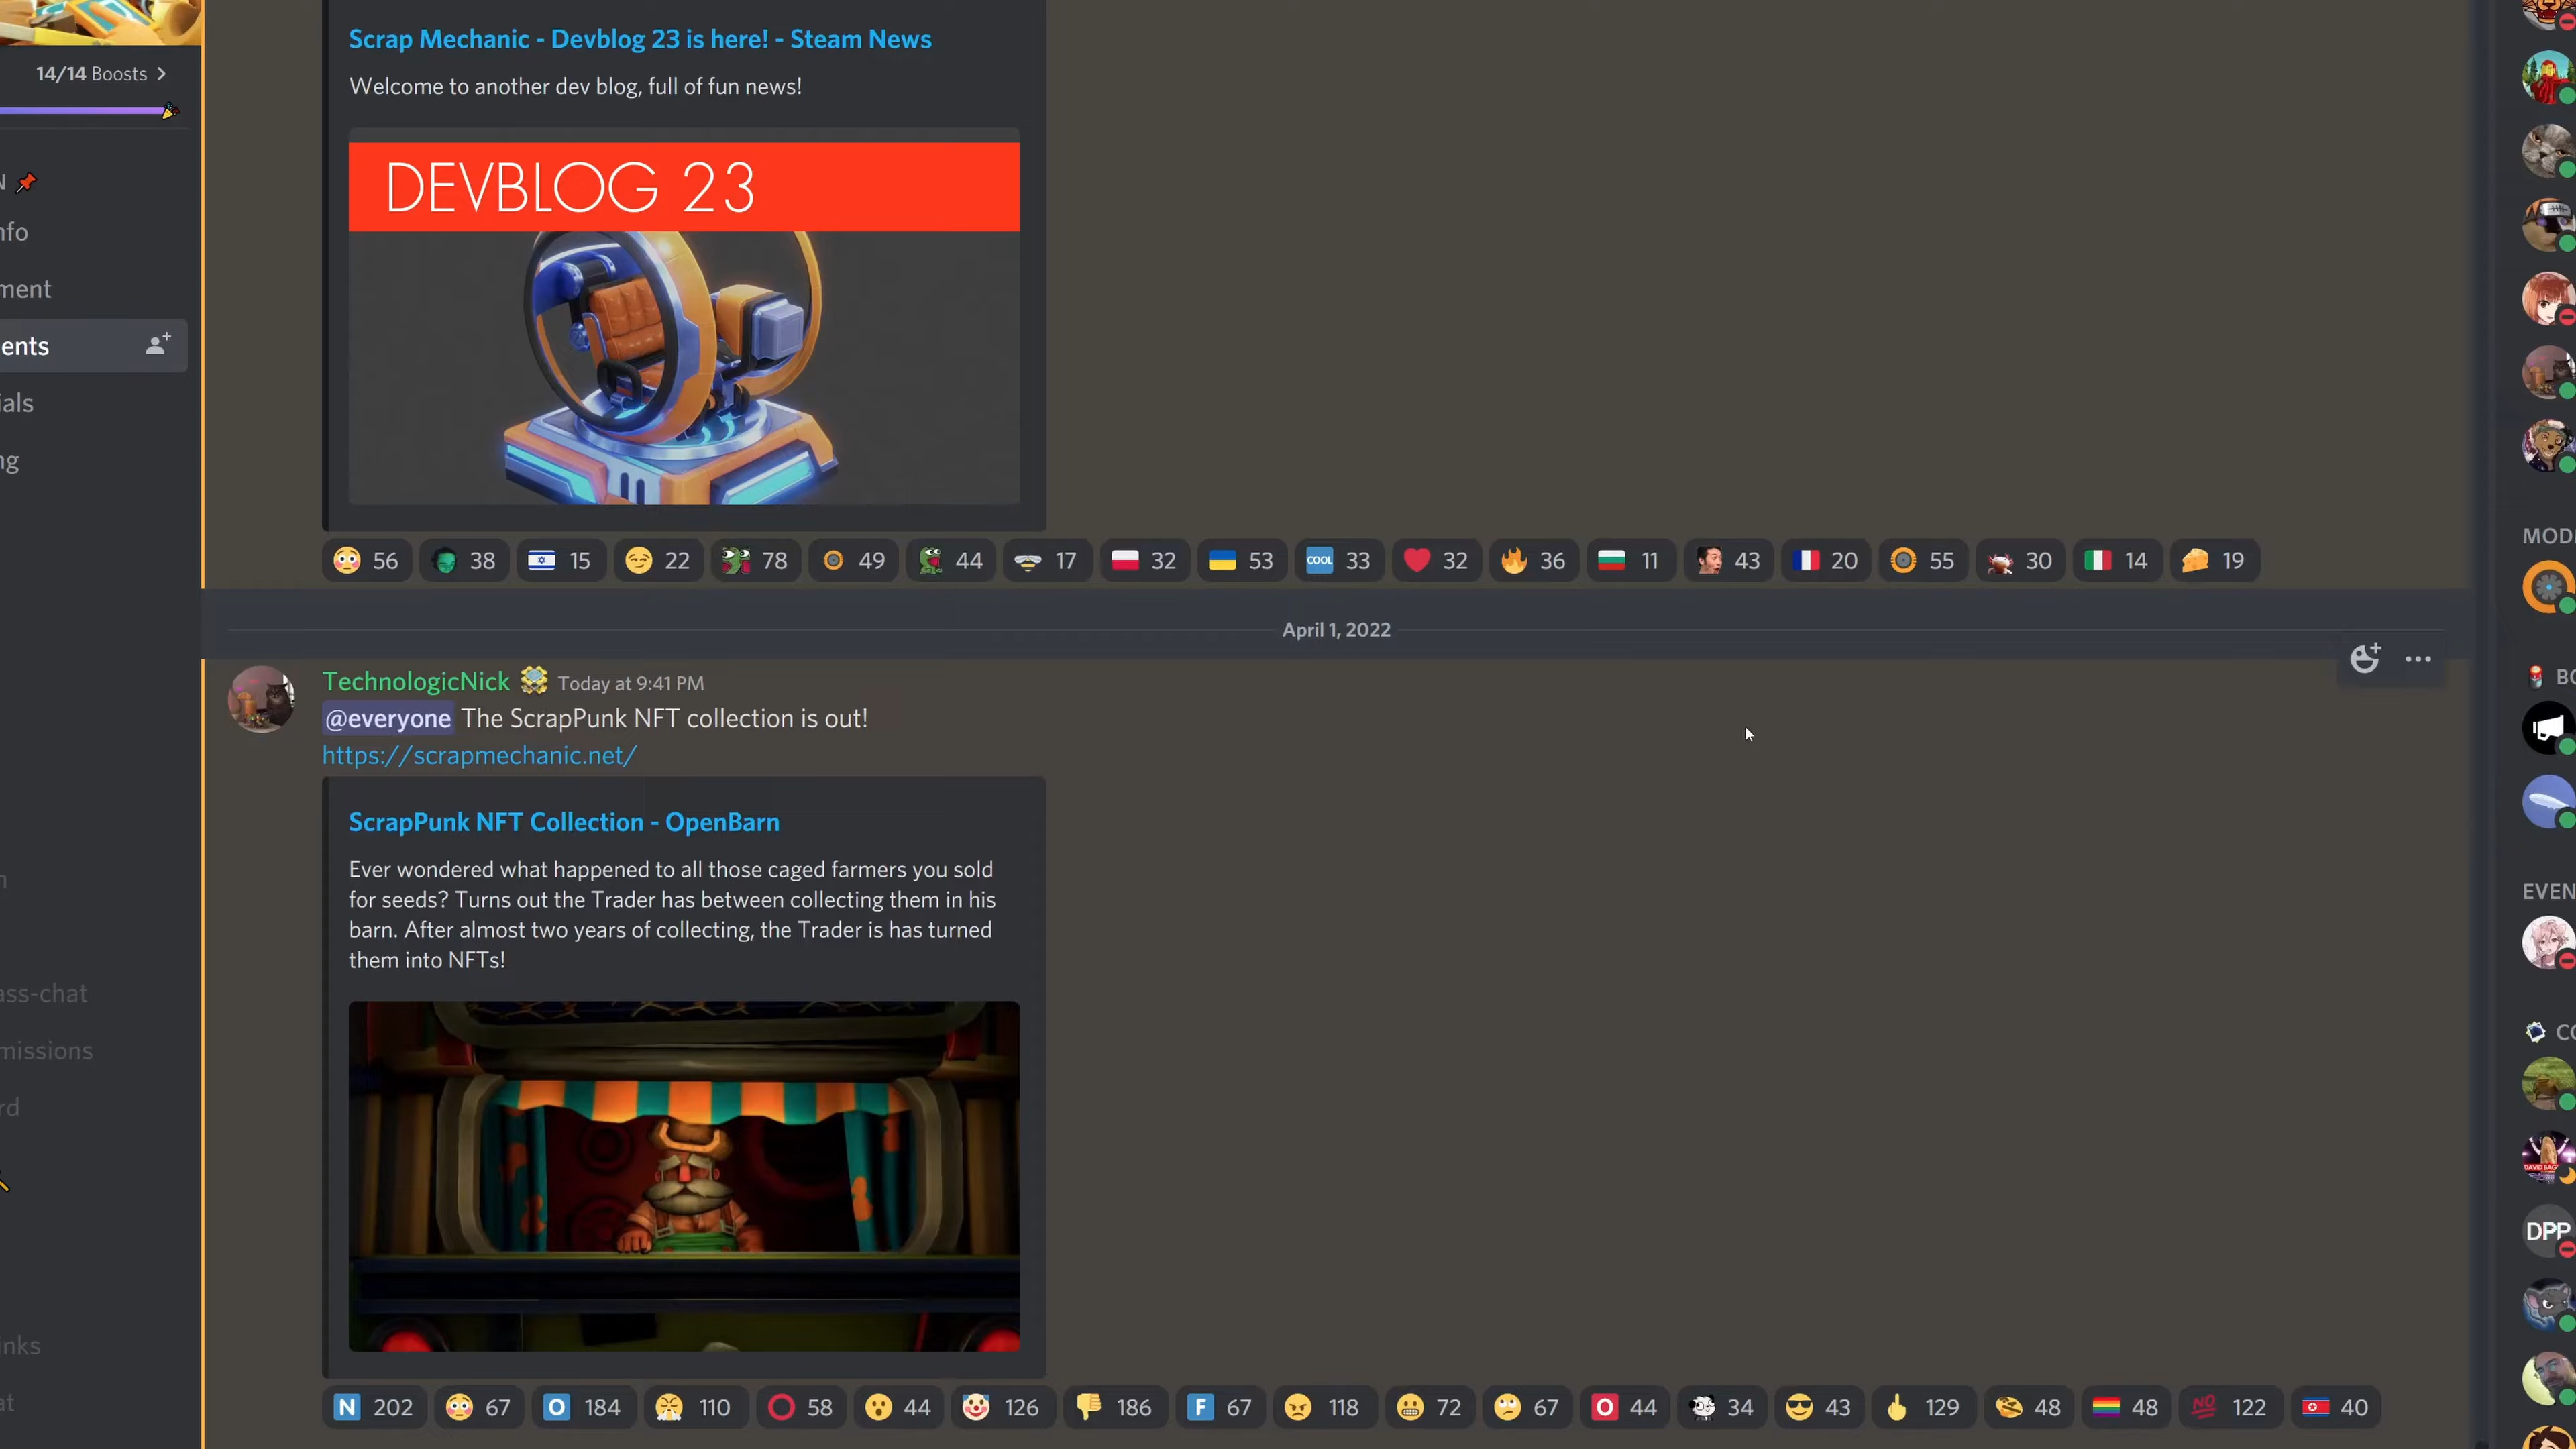 Scrap Mechanic - Devblog 23 is here! - Steam News
14/14 Boosts
Welcome to another dev blog, full of fun news!
DEVBLOG 23
N
nfo
ment
ents
ials
ng
MOD
56 38 15 22 78 49 44 17 32 53 COOL 33 32 36 11 43 20 55 30 14 19
April 1, 2022
TechnologicNick Today at 9:41 PM
@everyone The ScrapPunk NFT collection is out!
https://scrapmechanic.net/
BO
ScrapPunk NFT Collection - OpenBarn
Ever wondered what happened to all those caged farmers you sold
for seeds? Turns out the Trader has between collecting them in his
barn. After almost two years of collecting, the Trader is has turned
them into NFTs!
EVEN
n
ass-chat
missions
rd
CO
DAVID BAG
DPP
inks
at
N 202 67 O 184 110 58 44 126 186 F 67 118 72 67 O 44 34 43 129 48 48 NO 122 40